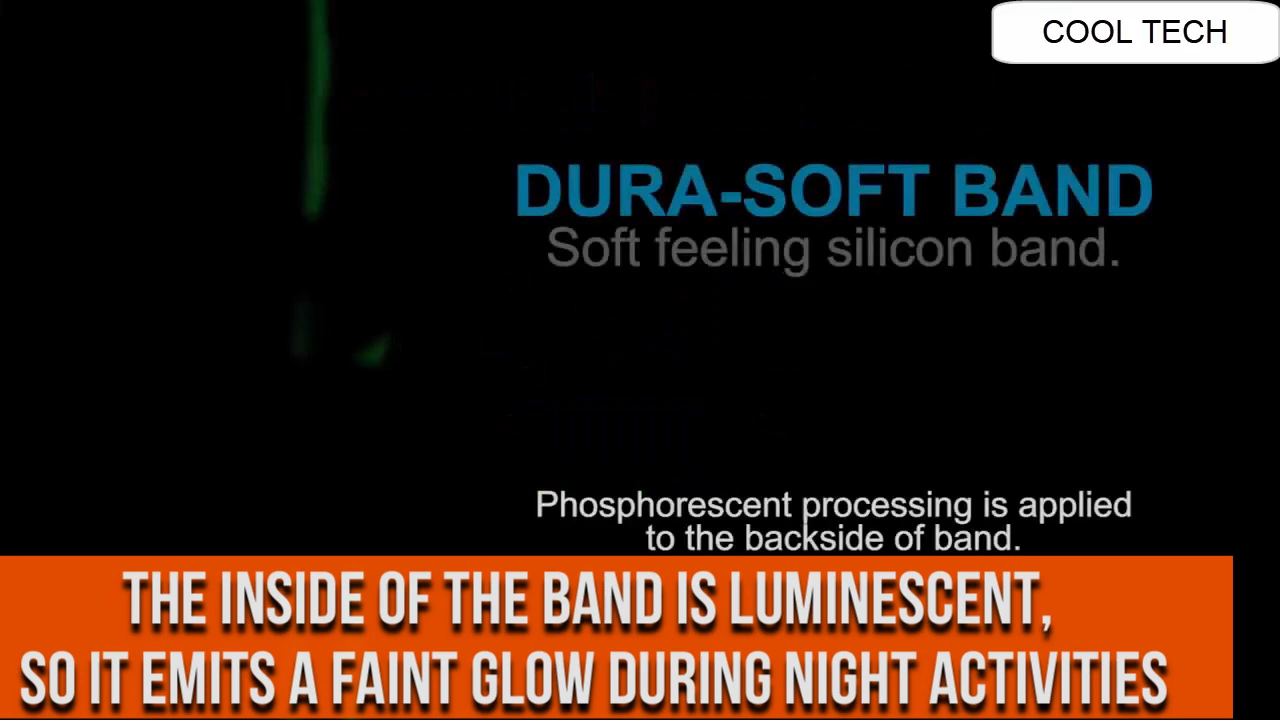 COOL TECH
DURA-SOFT BAND
Soft feeling silicon band.
Phosphorescent processing is applied
to the backside of band.
THE INSIDE OF THE BAND IS LUMINESCENT,
SO IT EMITS A FAINT GLOW DURING NIGHT ACTIVITIES